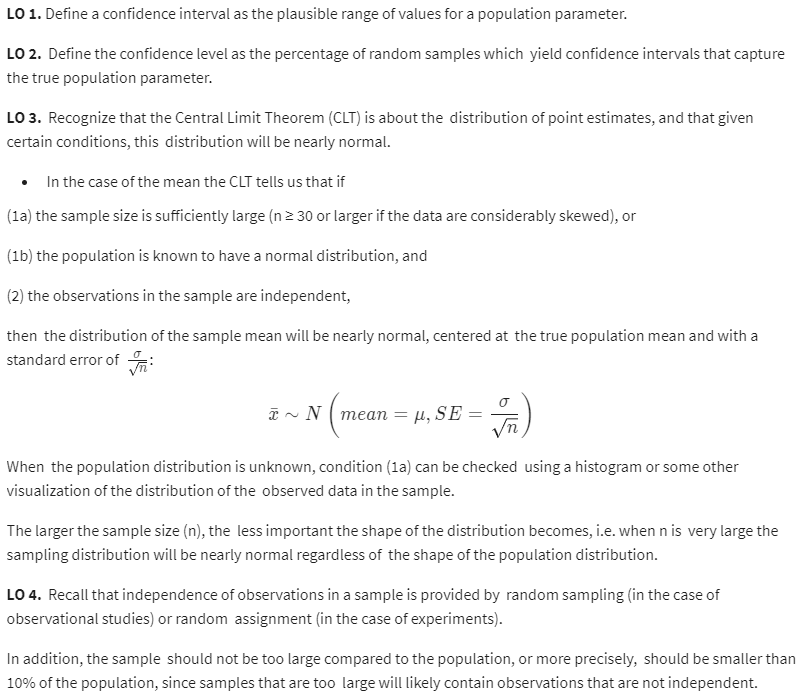 LO 1. Define a confidence interval as the plausible range of values for a population parameter.
LO 2. Define the confidence level as the percentage of random samples which yield confidence intervals that capture
the true population parameter.
LO 3. Recognize that the Central Limit Theorem (CLT) is about the distribution of point estimates, and that given
certain conditions, this distribution will be nearly normal.
• In the case of the mean the CLT tells us that if
(1a) the sample size is sufficiently large (n ≥ 30 or larger if the data are considerably skewed), or
(1b) the population is known to have a normal distribution, and
(2) the observations in the sample are independent,
then the distribution of the sample mean will be nearly normal, centered at the true population mean and with a
standard error of σ/√n:
x̄ ~ N (mean = μ, SE = σ/√n)
When the population distribution is unknown, condition (1a) can be checked using a histogram or some other
visualization of the distribution of the observed data in the sample.
The larger the sample size (n), the less important the shape of the distribution becomes, i.e. when n is very large the
sampling distribution will be nearly normal regardless of the shape of the population distribution.
LO 4. Recall that independence of observations in a sample is provided by random sampling (in the case of
observational studies) or random assignment (in the case of experiments).
In addition, the sample should not be too large compared to the population, or more precisely, should be smaller than
10% of the population, since samples that are too large will likely contain observations that are not independent.